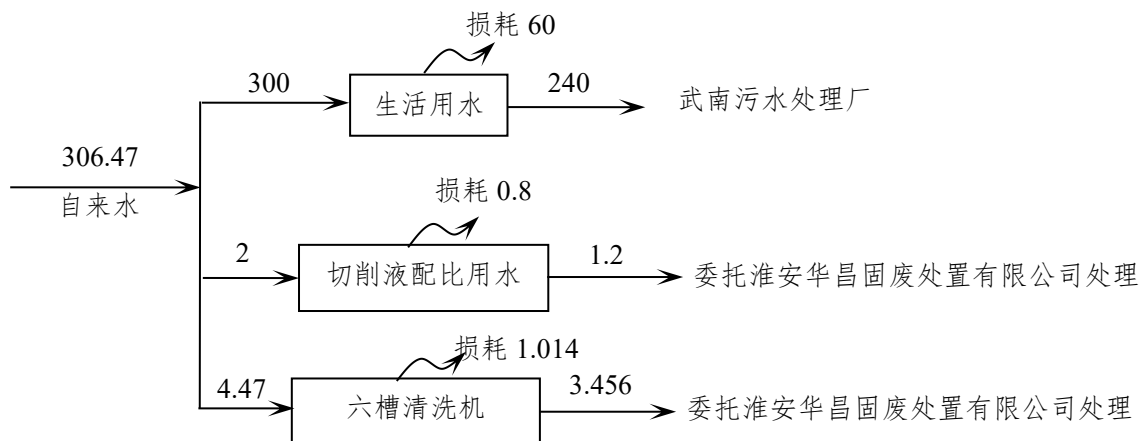 损耗 60
300
生活用水
240
武南污水处理厂
306.47
自来水
损耗 0.8
2
切削液配比用水
1.2
委托淮安华昌固废处置有限公司处理
损耗 1.014
4.47
六槽清洗机
3.456
委托淮安华昌固废处置有限公司处理